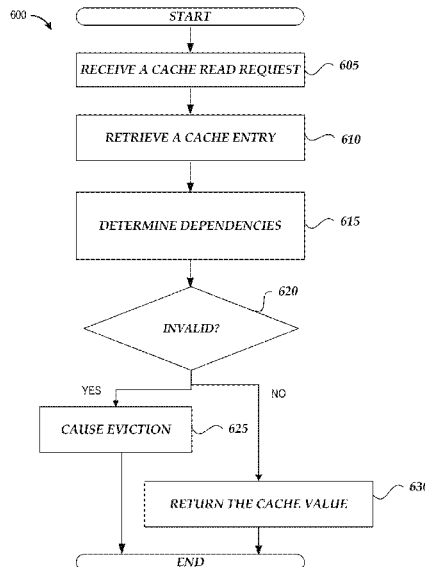 600
START
RECEIVE A CACHE READ REQUEST
605
RETRIEVE A CACHE ENTRY
610
DETERMINE DEPENDENCIES
615
620
INVALID?
YES
NO
CAUSE EVICTION
625
RETURN THE CACHE VALUE
630
END